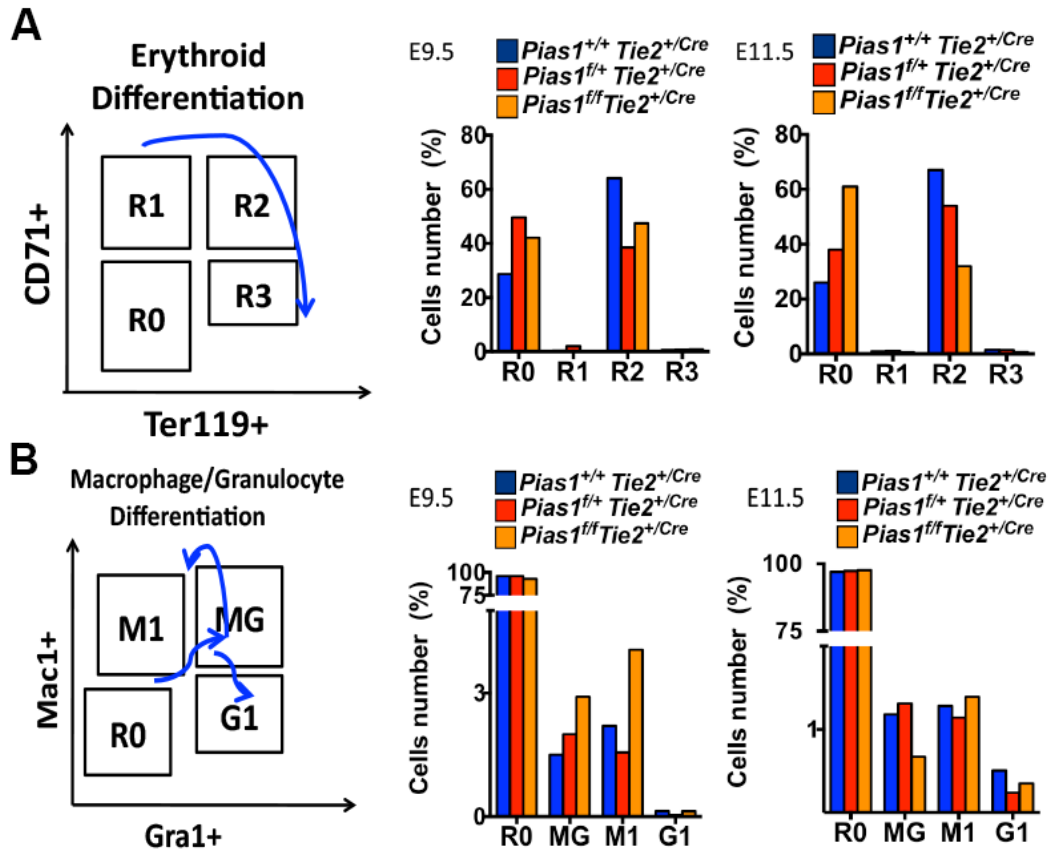 A
Erythroid
Differentiation
CD71+
R1
R2
R0
R3
Ter119+
E9.5
Pias1+/+ Tie2+/Cre
Pias1f/+ Tie2+/Cre
Pias1f/fTie2+/Cre
Cells number (%)
80
60
40
20
0
R0 R1 R2 R3
E11.5
Pias1+/+ Tie2+/Cre
Pias1f/+ Tie2+/Cre
Pias1f/fTie2+/Cre
Cells number (%)
80
60
40
20
0
R0 R1 R2 R3
B
Macrophage/Granulocyte
Differentiation
Mac1+
M1
MG
R0
G1
Gra1+
E9.5
Pias1+/+ Tie2+/Cre
Pias1f/+ Tie2+/Cre
Pias1f/fTie2+/Cre
Cells number (%)
100
75
3
0
R0 MG M1 G1
E11.5
Pias1+/+ Tie2+/Cre
Pias1f/+ Tie2+/Cre
Pias1f/fTie2+/Cre
Cells number (%)
100
75
1
R0 MG M1 G1